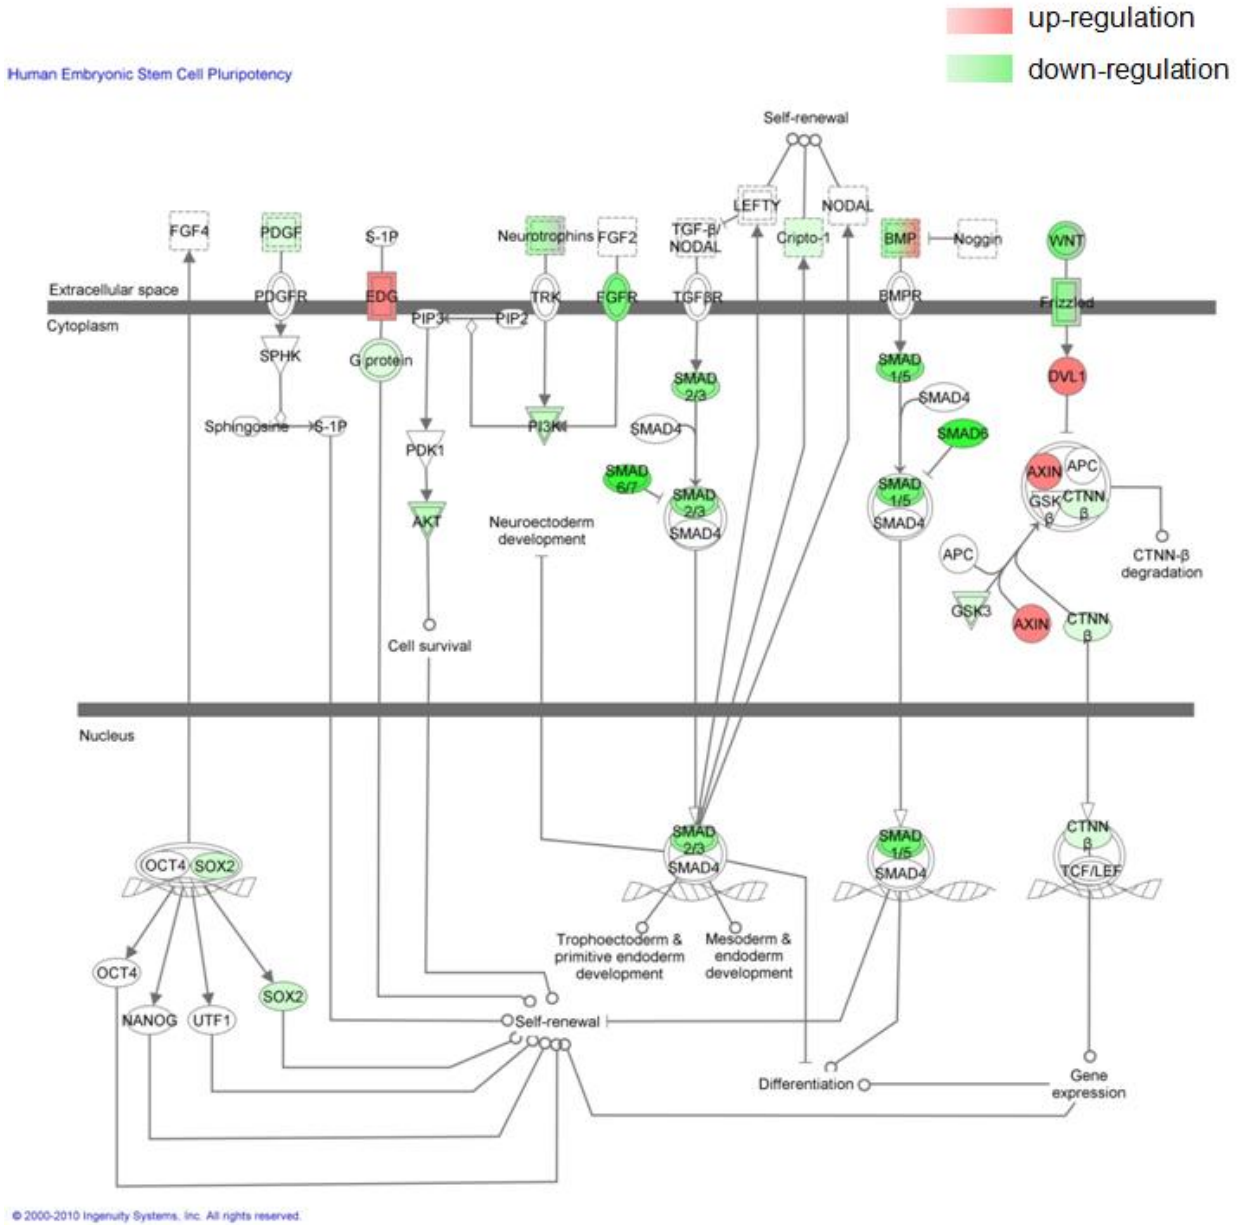 up-regulation
down-regulation
Human Embryonic Stem Cell Pluripotency
Self-renewal
FGF4
PDGF
S-1P
Neurotrophins
FGF2
TGF-β/
NODAL
LEFTY
Cripto-1
NODAL
BMP
Noggin
WNT
Extracellular space
PDGFR
EDG
TRK
FGFR
TGFβR
BMPR
Frizzled
Cytoplasm
PIP3
PIP2
SPHK
G protein
SMAD
2/3
SMAD
1/5
DVL1
Sphingosine
S-1P
PDK1
PI3K
SMAD4
SMAD4
SMAD6
AXIN
APC
GSK
β
CTNN
β
SMAD
6/7
SMAD
2/3
SMAD4
SMAD
1/5
SMAD4
AKT
Neuroectoderm
development
APC
CTNN-β
degradation
GSK3
AXIN
CTNN
β
Cell survival
Nucleus
OCT4
SOX2
SMAD
2/3
SMAD4
SMAD
1/5
SMAD4
CTNN
β
TCF/LEF
Trophoectoderm &
primitive endoderm
development
Mesoderm &
endoderm
development
OCT4
NANOG
UTF1
SOX2
Self-renewal
Differentiation
Gene
expression
© 2000-2010 Ingenuity Systems, Inc. All rights reserved.